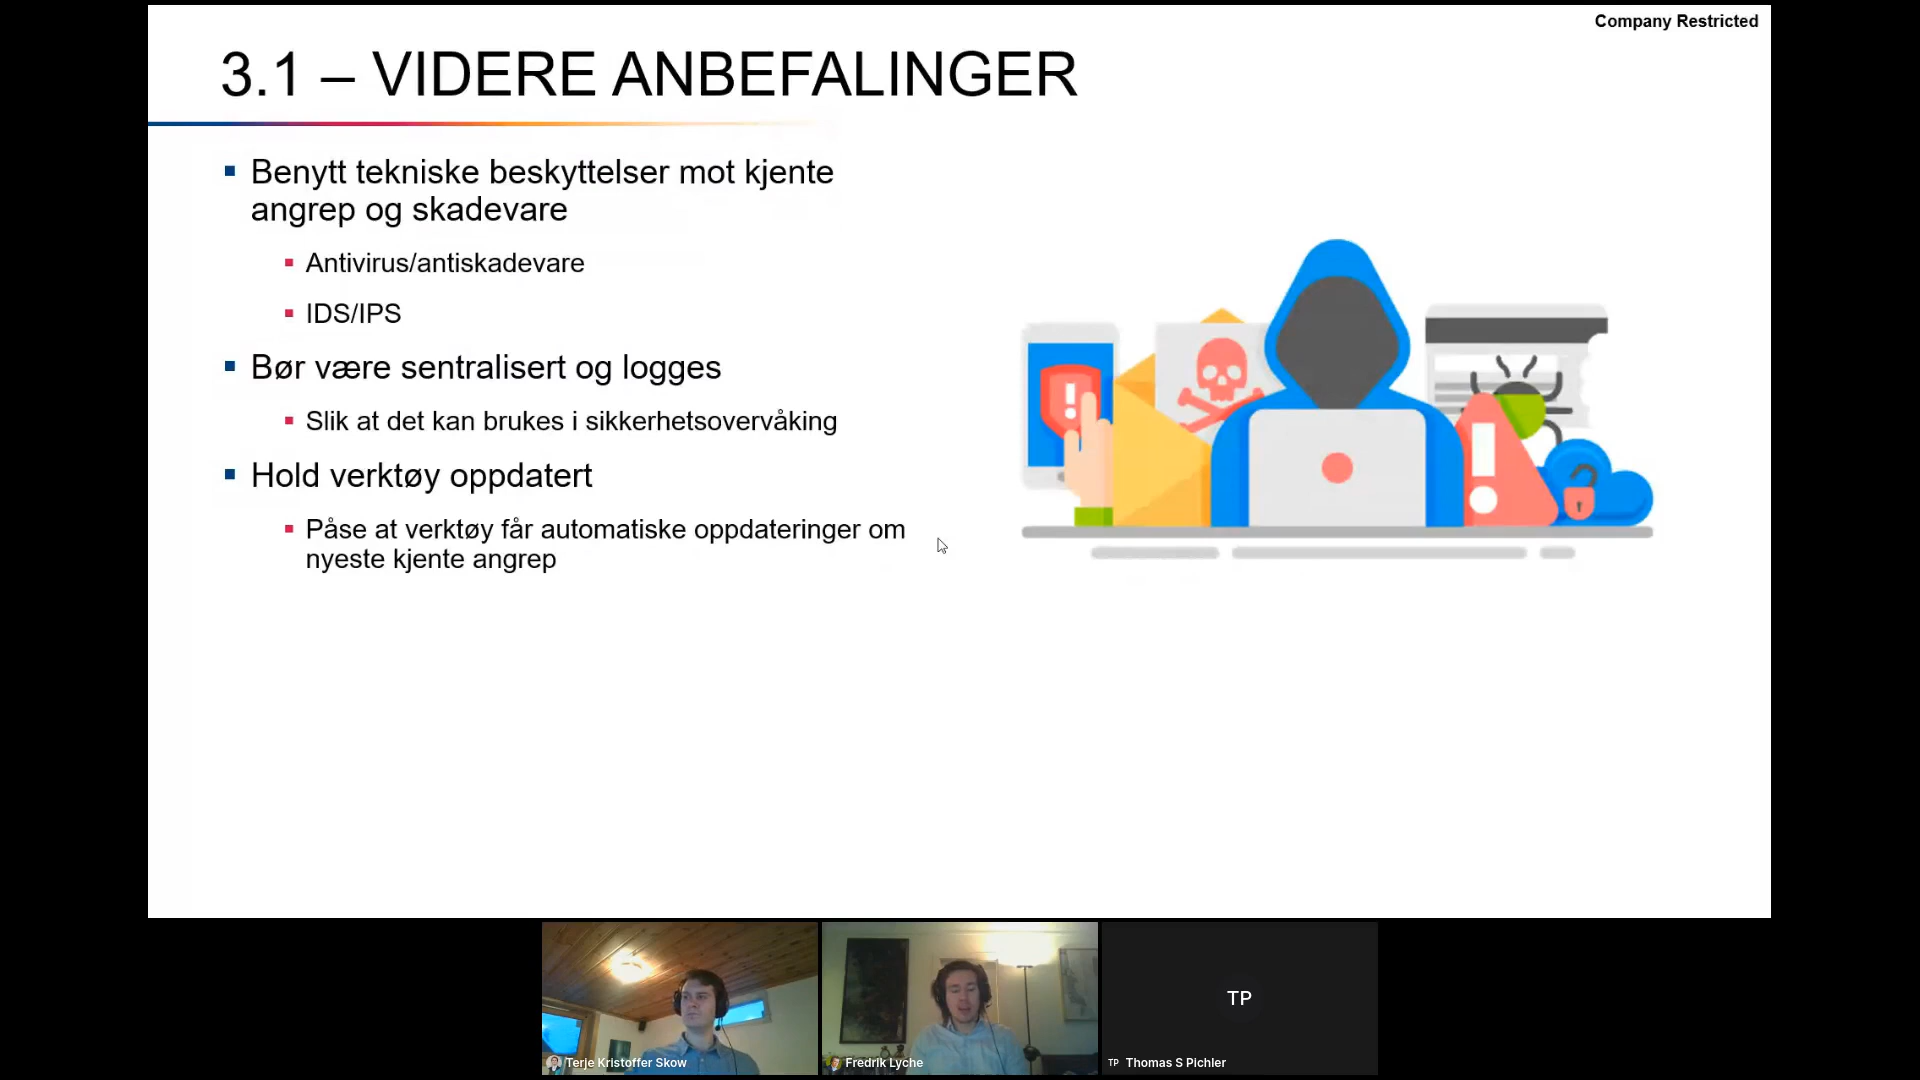 Company Restricted
3.1 – VIDERE ANBEFALINGER
Benytt tekniske beskyttelser mot kjente
angrep og skadevare
Antivirus/antiskadevare
IDS/IPS
Bør være sentralisert og logges
Slik at det kan brukes i sikkerhetsovervåking
Hold verktøy oppdatert
Påse at verktøy får automatiske oppdateringer om
nyeste kjente angrep
TP
Terje Kristoffer Skow
Fredrik Lyche
TP Thomas S Pichler